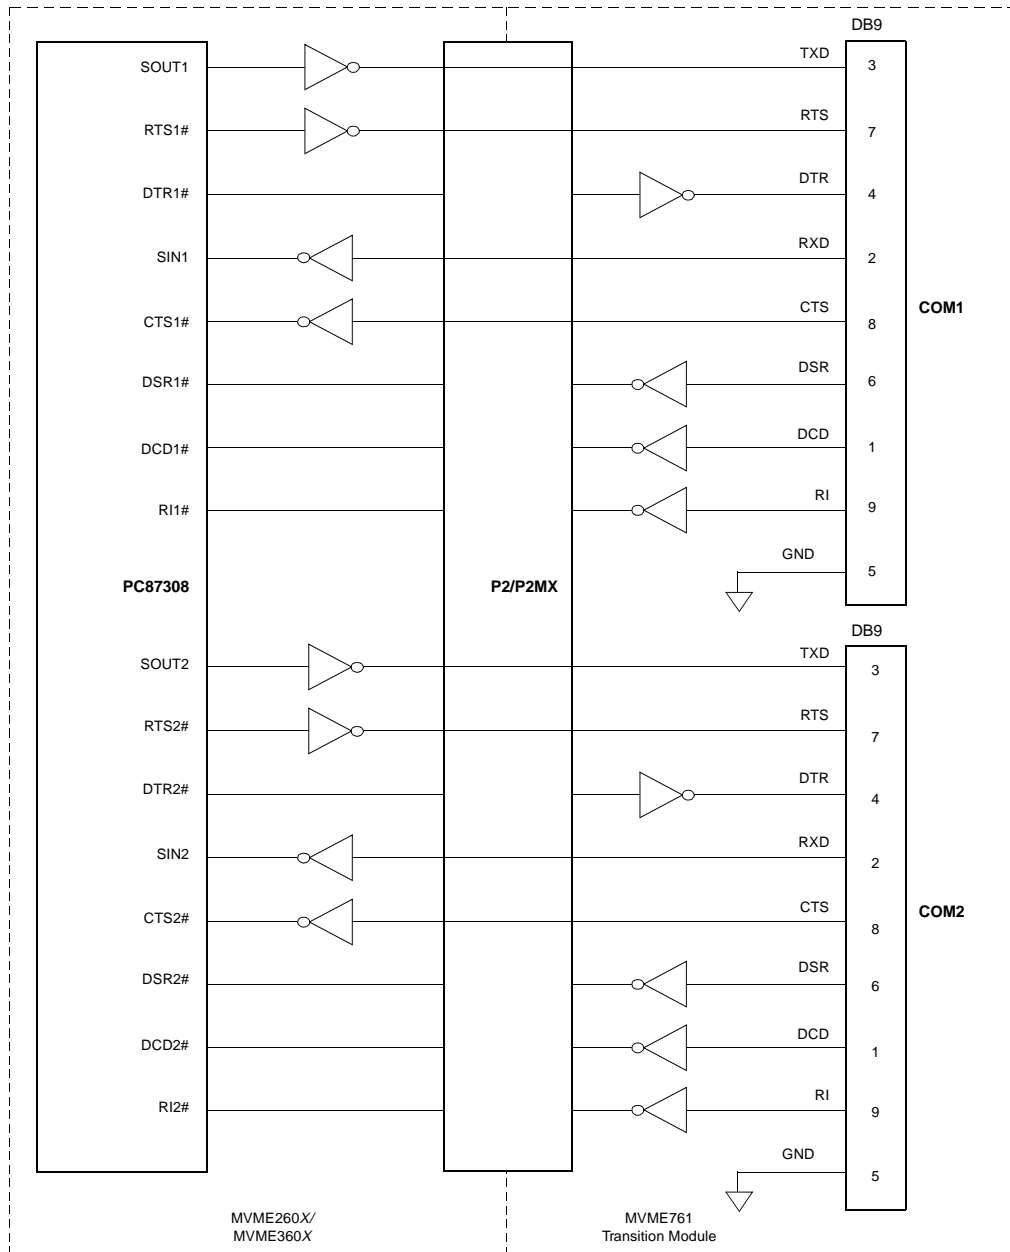 DB9
SOUT1 TXD 3
RTS1# RTS 7
DTR1# DTR 4
SIN1 RXD 2
COM1
CTS1# CTS 8
DSR1# DSR 6
DCD1# DCD 1
RI1# RI 9
GND 5
PC87308 P2/P2MX
DB9
SOUT2 TXD 3
RTS2# RTS 7
DTR2# DTR 4
SIN2 RXD 2
CTS2# CTS 8
COM2
DSR2# DSR 6
DCD2# DCD 1
RI2# RI 9
GND 5
MVME260X/
MVME360X
MVME761
Transition Module